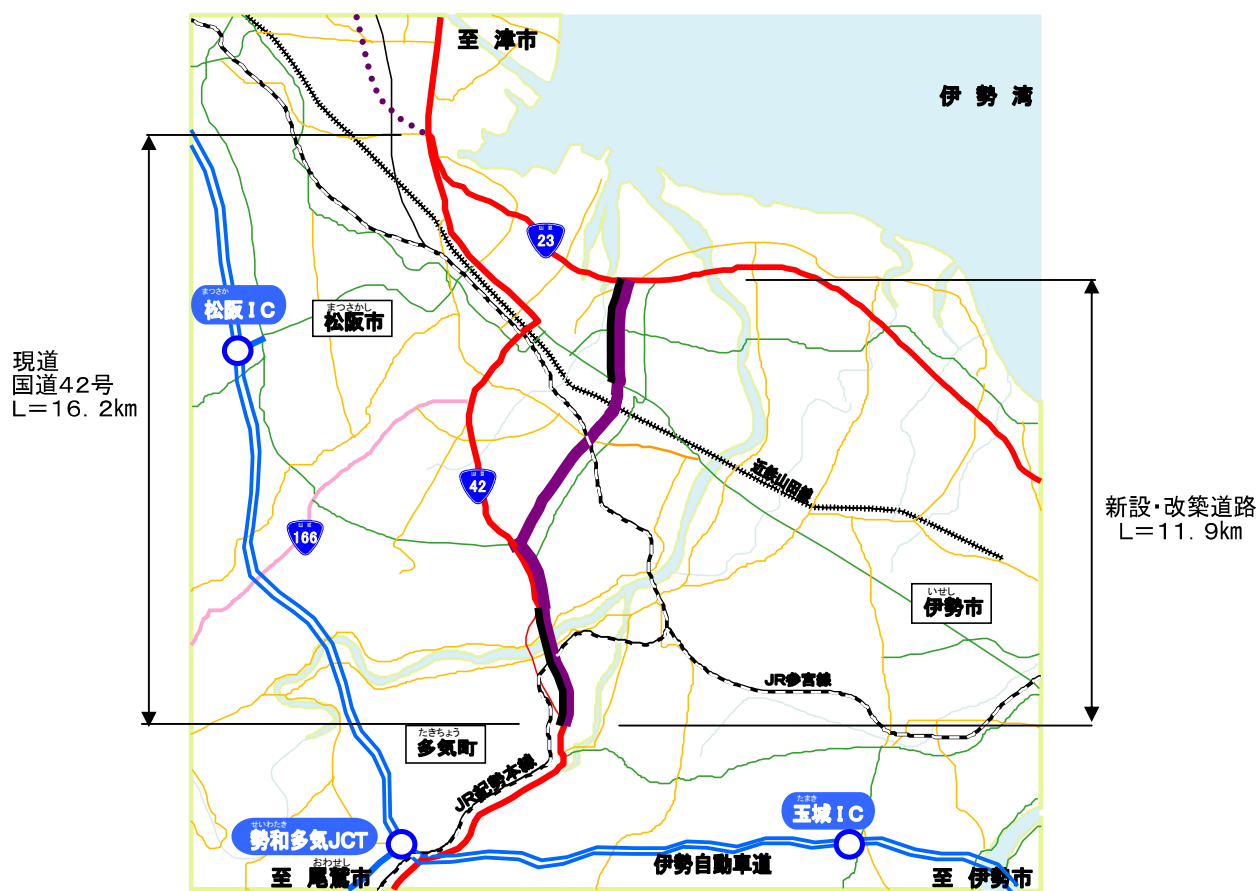 至 津市
伊 勢 湾
23
まつさか
松阪IC
まつさかし
松阪市
現道
国道42号
L=16.2km
42
近鉄山田線
新設・改築道路
L=11.9km
166
いせし
伊勢市
JR参宮線
たきちょう
多気町
JR紀勢本線
たまき
玉城IC
せいわたき
勢和多気JCT
伊勢自動車道
おわせし
至 尾鷲市
至 伊勢市